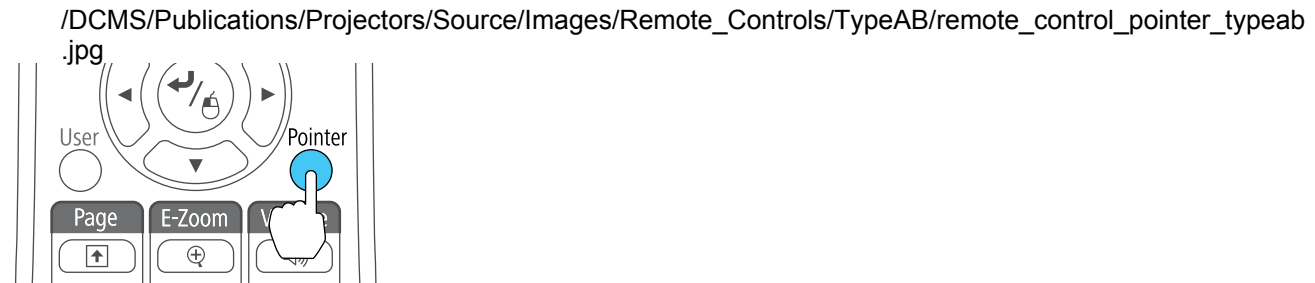 /DCMS/Publications/Projectors/Source/Images/Remote_Controls/TypeAB/remote_control_pointer_typeab
.jpg
User
Pointer
Page
E-Zoom